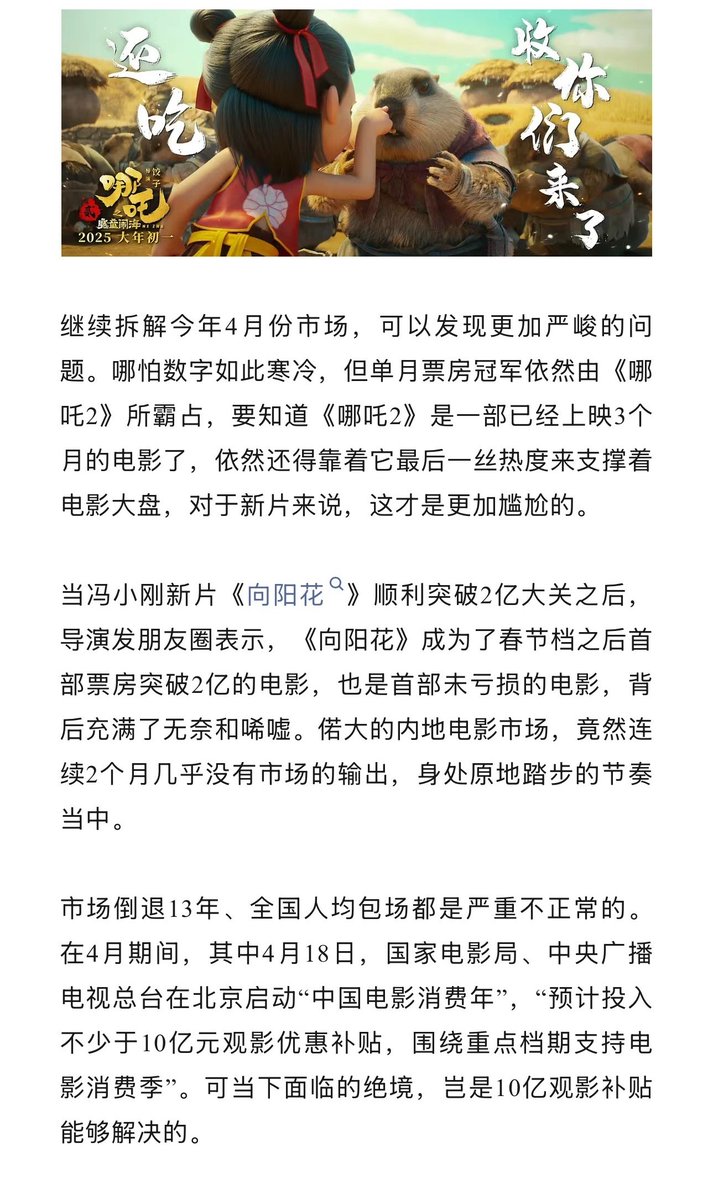 还吃
收你们来了
导演 饺子
哪吒
贰
之
魔童闹海
NE ZHA
2025 大年初一
继续拆解今年4月份市场，可以发现更加严峻的问
题。哪怕数字如此寒冷，但单月票房冠军依然由《哪
吒2》所霸占，要知道《哪吒2》是一部已经上映3个
月的电影了，依然还得靠着它最后一丝热度来支撑着
电影大盘，对于新片来说，这才是更加尴尬的。
当冯小刚新片《向阳花》顺利突破2亿大关之后，
导演发朋友圈表示，《向阳花》成为了春节档之后首
部票房突破2亿的电影，也是首部未亏损的电影，背
后充满了无奈和唏嘘。偌大的内地电影市场，竟然连
续2个月几乎没有市场的输出，身处原地踏步的节奏
当中。
市场倒退13年、全国人均包场都是严重不正常的。
在4月期间，其中4月18日，国家电影局、中央广播
电视总台在北京启动“中国电影消费年”，“预计投入
不少于10亿元观影优惠补贴，围绕重点档期支持电
影消费季”。可当下面临的绝境，岂是10亿观影补贴
能够解决的。